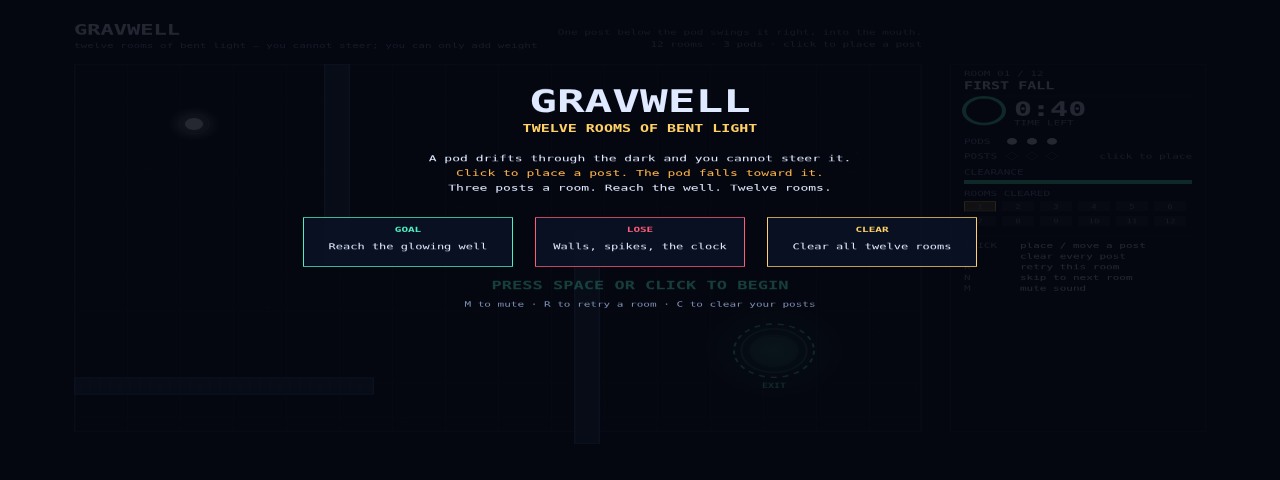 GRAVWELL
twelve rooms of bent light — you cannot steer; you can only add weight
One post below the pod swings it right, into the mouth.
12 rooms · 3 pods · click to place a post
ROOM 01 / 12
FIRST FALL
0:40
TIME LEFT
PODS
POSTS
click to place
CLEARANCE
ROOMS CLEARED
2 3 4 5 6
8 9 10 11 12
place / move a post
clear every post
retry this room
N skip to next room
M mute sound
GRAVWELL
TWELVE ROOMS OF BENT LIGHT
A pod drifts through the dark and you cannot steer it.
Click to place a post. The pod falls toward it.
Three posts a room. Reach the well. Twelve rooms.
GOAL
Reach the glowing well
LOSE
Walls, spikes, the clock
CLEAR
Clear all twelve rooms
PRESS SPACE OR CLICK TO BEGIN
M to mute · R to retry a room · C to clear your posts
EXIT